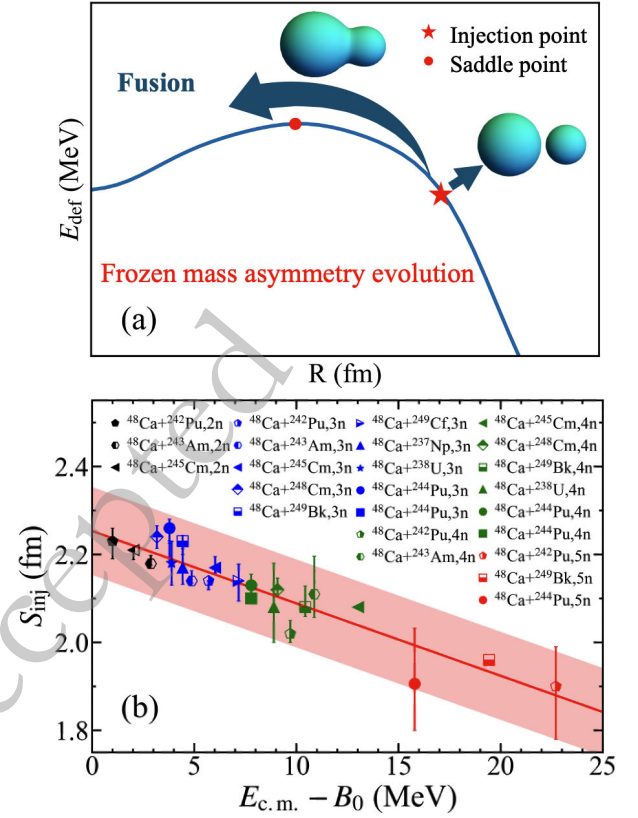 Injection point
Saddle point
Fusion
E_def (MeV)
Frozen mass asymmetry evolution
(a)
R (fm)
⁴⁸Ca+²⁴²Pu,2n
⁴⁸Ca+²⁴³Am,2n
⁴⁸Ca+²⁴⁵Cm,2n
⁴⁸Ca+²⁴²Pu,3n
⁴⁸Ca+²⁴³Am,3n
⁴⁸Ca+²⁴⁵Cm,3n
⁴⁸Ca+²⁴⁸Cm,3n
⁴⁸Ca+²⁴⁹Bk,3n
⁴⁸Ca+²⁴⁹Cf,3n
⁴⁸Ca+²³⁷Np,3n
⁴⁸Ca+²³⁸U,3n
⁴⁸Ca+²⁴⁴Pu,3n
⁴⁸Ca+²⁴⁴Pu,3n
⁴⁸Ca+²⁴²Pu,4n
⁴⁸Ca+²⁴³Am,4n
⁴⁸Ca+²⁴⁵Cm,4n
⁴⁸Ca+²⁴⁸Cm,4n
⁴⁸Ca+²⁴⁹Bk,4n
⁴⁸Ca+²³⁸U,4n
⁴⁸Ca+²⁴⁴Pu,4n
⁴⁸Ca+²⁴⁴Pu,4n
⁴⁸Ca+²⁴²Pu,5n
⁴⁸Ca+²⁴⁹Bk,5n
⁴⁸Ca+²⁴⁴Pu,5n
S_inj (fm)
2.4
2.2
2.0
1.8
(b)
0 5 10 15 20 25
E_c.m. − B₀ (MeV)
ccepted